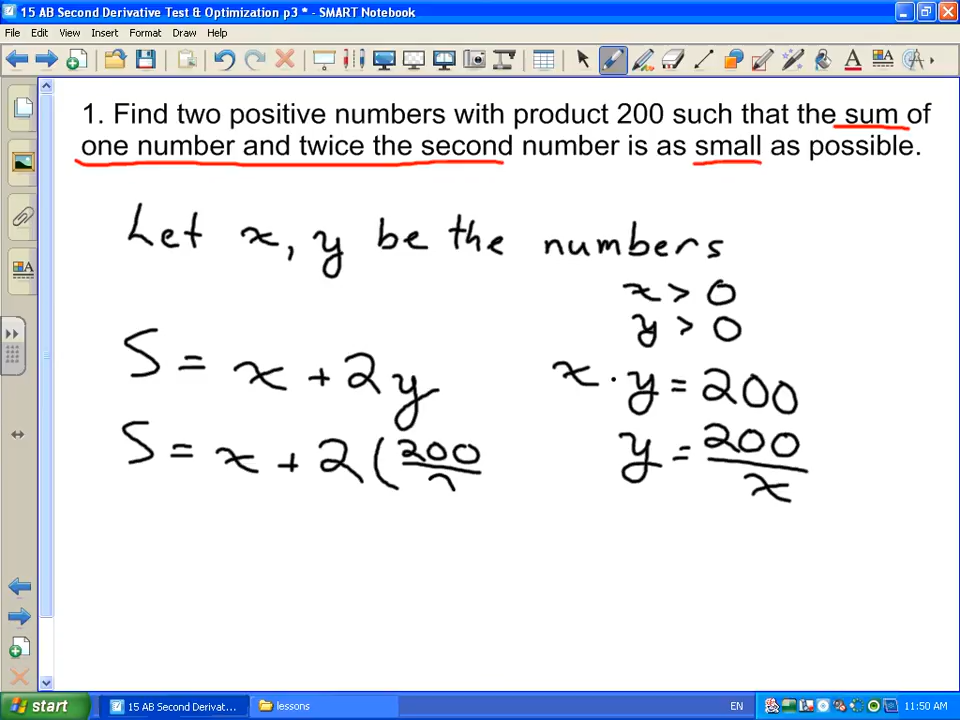 15 AB Second Derivative Test & Optimization p3 * - SMART Notebook
File Edit View Insert Format Draw Help
1. Find two positive numbers with product 200 such that the sum of
one number and twice the second number is as small as possible.
Let x, y be the numbers
x > 0
y > 0
S = x + 2y
x · y = 200
S = x + 2(200/
y = 200/x
start
15 AB Second Derivat...
lessons
EN
11:50 AM